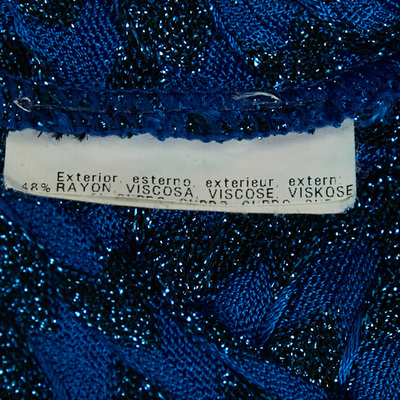 Exterior, esterno, exterieur, extern:
48% RAYON, VISCOSA, VISCOSE, VISKOSE